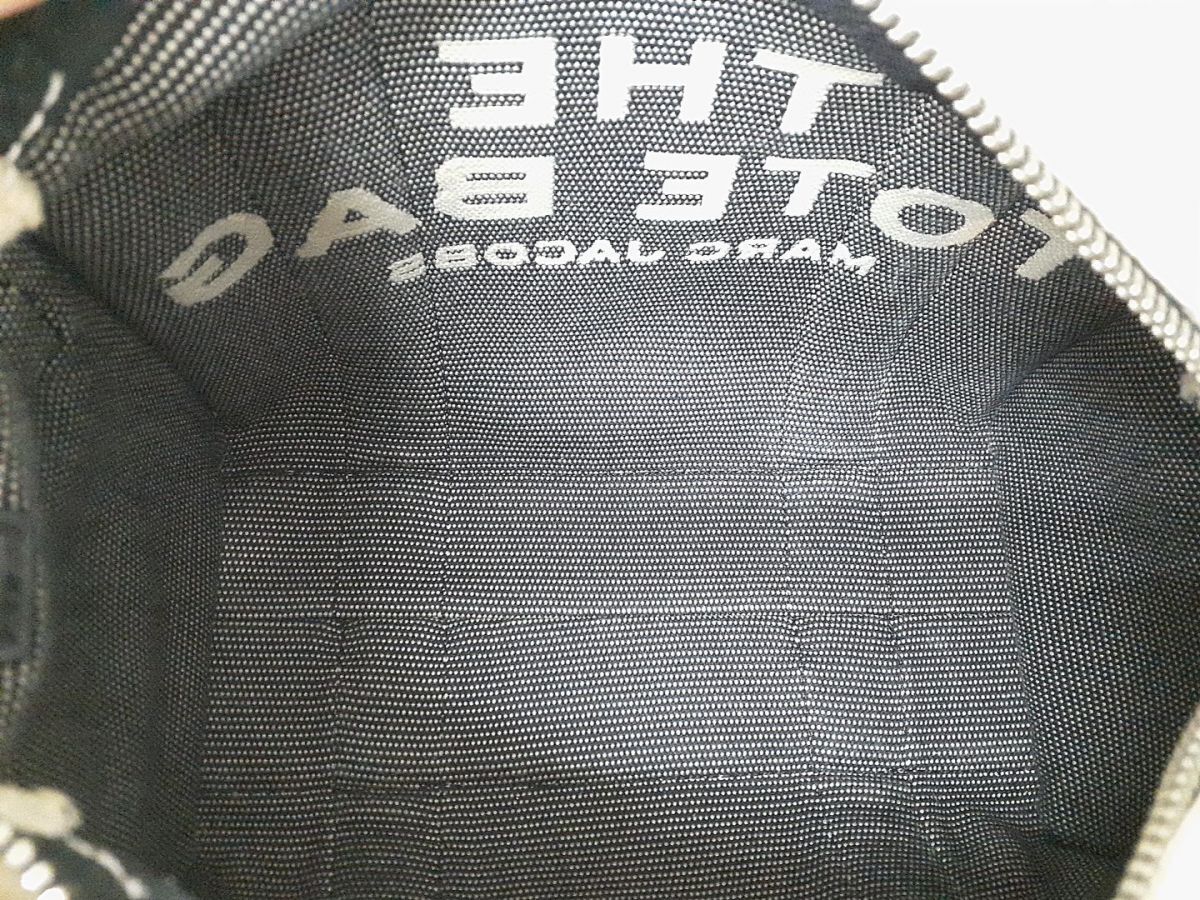 THE
TOTE BAG
MARC JACOBS